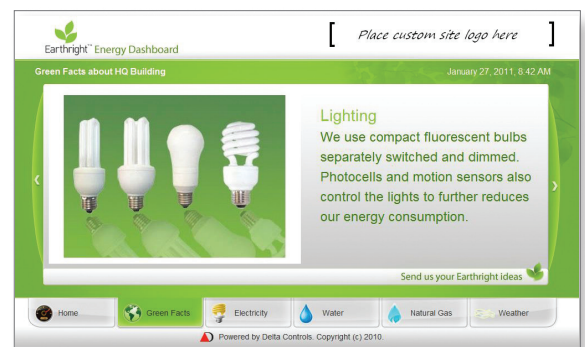 Earthright™ Energy Dashboard
[ Place custom site logo here ]
Green Facts about HQ Building
January 27, 2011, 8:42 AM
Lighting
We use compact fluorescent bulbs
separately switched and dimmed.
Photocells and motion sensors also
control the lights to further reduces
our energy consumption.
Send us your Earthright ideas
Home
Green Facts
Electricity
Water
Natural Gas
Weather
Powered by Delta Controls. Copyright (c) 2010.